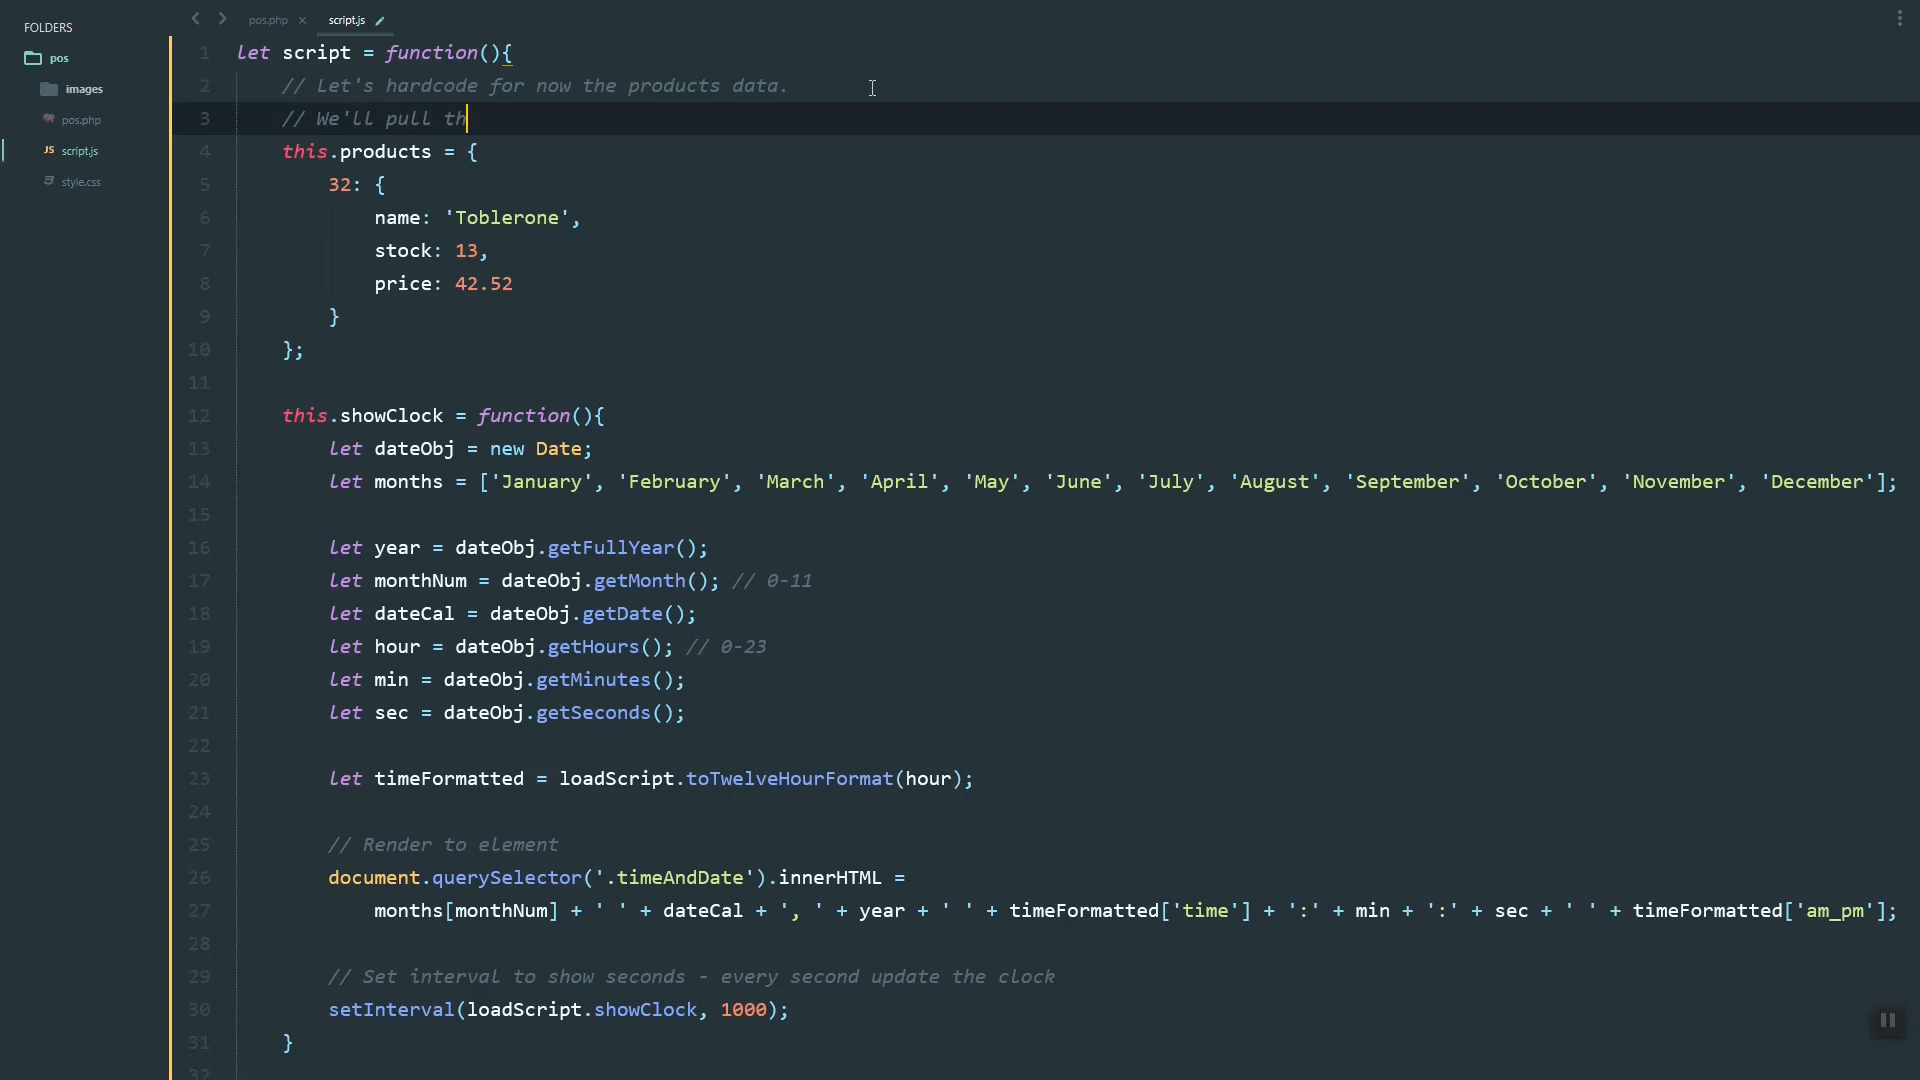 FOLDERS
pos
images
pos.php
script.js
style.css
pos.php ×
script.js
1 let script = function(){
2 // Let's hardcode for now the products data.
3 // We'll pull th
4 this.products = {
5 32: {
6 name: 'Toblerone',
7 stock: 13,
8 price: 42.52
9 }
10 };
11
12 this.showClock = function(){
13 let dateObj = new Date;
14 let months = ['January', 'February', 'March', 'April', 'May', 'June', 'July', 'August', 'September', 'October', 'November', 'December'];
15
16 let year = dateObj.getFullYear();
17 let monthNum = dateObj.getMonth(); // 0-11
18 let dateCal = dateObj.getDate();
19 let hour = dateObj.getHours(); // 0-23
20 let min = dateObj.getMinutes();
21 let sec = dateObj.getSeconds();
22
23 let timeFormatted = loadScript.toTwelveHourFormat(hour);
24
25 // Render to element
26 document.querySelector('.timeAndDate').innerHTML =
27 months[monthNum] + ' ' + dateCal + ', ' + year + ' ' + timeFormatted['time'] + ':' + min + ':' + sec + ' ' + timeFormatted['am_pm'];
28
29 // Set interval to show seconds - every second update the clock
30 setInterval(loadScript.showClock, 1000);
31 }
32